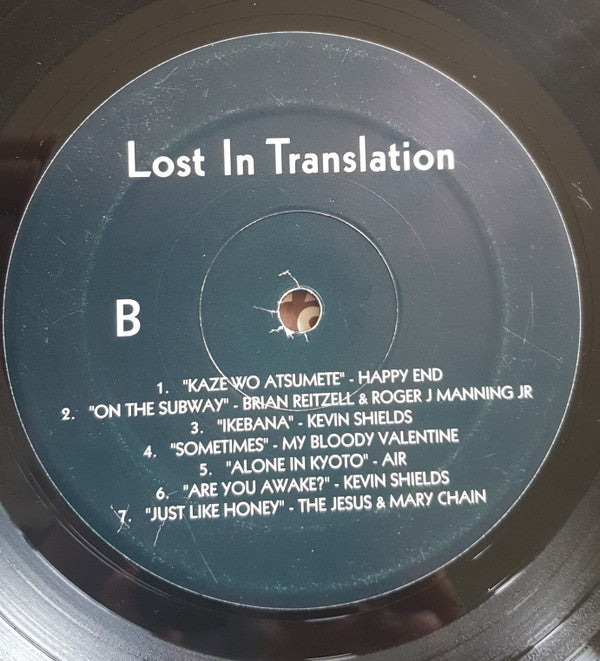 Lost In Translation
B
1. "KAZE WO ATSUMETE" - HAPPY END
2. "ON THE SUBWAY" - BRIAN REITZELL & ROGER J MANNING JR
3. "IKEBANA" - KEVIN SHIELDS
4. "SOMETIMES" - MY BLOODY VALENTINE
5. "ALONE IN KYOTO" - AIR
6. "ARE YOU AWAKE?" - KEVIN SHIELDS
7. "JUST LIKE HONEY" - THE JESUS & MARY CHAIN